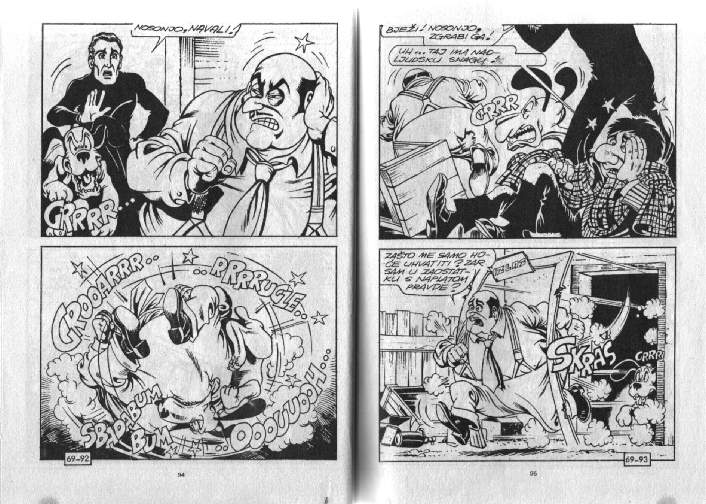 NOSONJO, NAVALI!
GRRRR...
GROOARRR..
..RRRRUGLE..
SBADABUM
BUM
..OOOUUOOH...
69-92
94
BJEŽI! NOSONJO,
ZGRABI GA!
UH... TAJ IMA NAD-
LJUDSKU SNAGU!
GRRR
ZAŠTO ME SAMO HO-
ĆE UHVATITI? ZAR
SAM U ZAOSTAT-
KU S NAPLATOM
PRAVDE?
SKRAS
GRRR
69-93
95